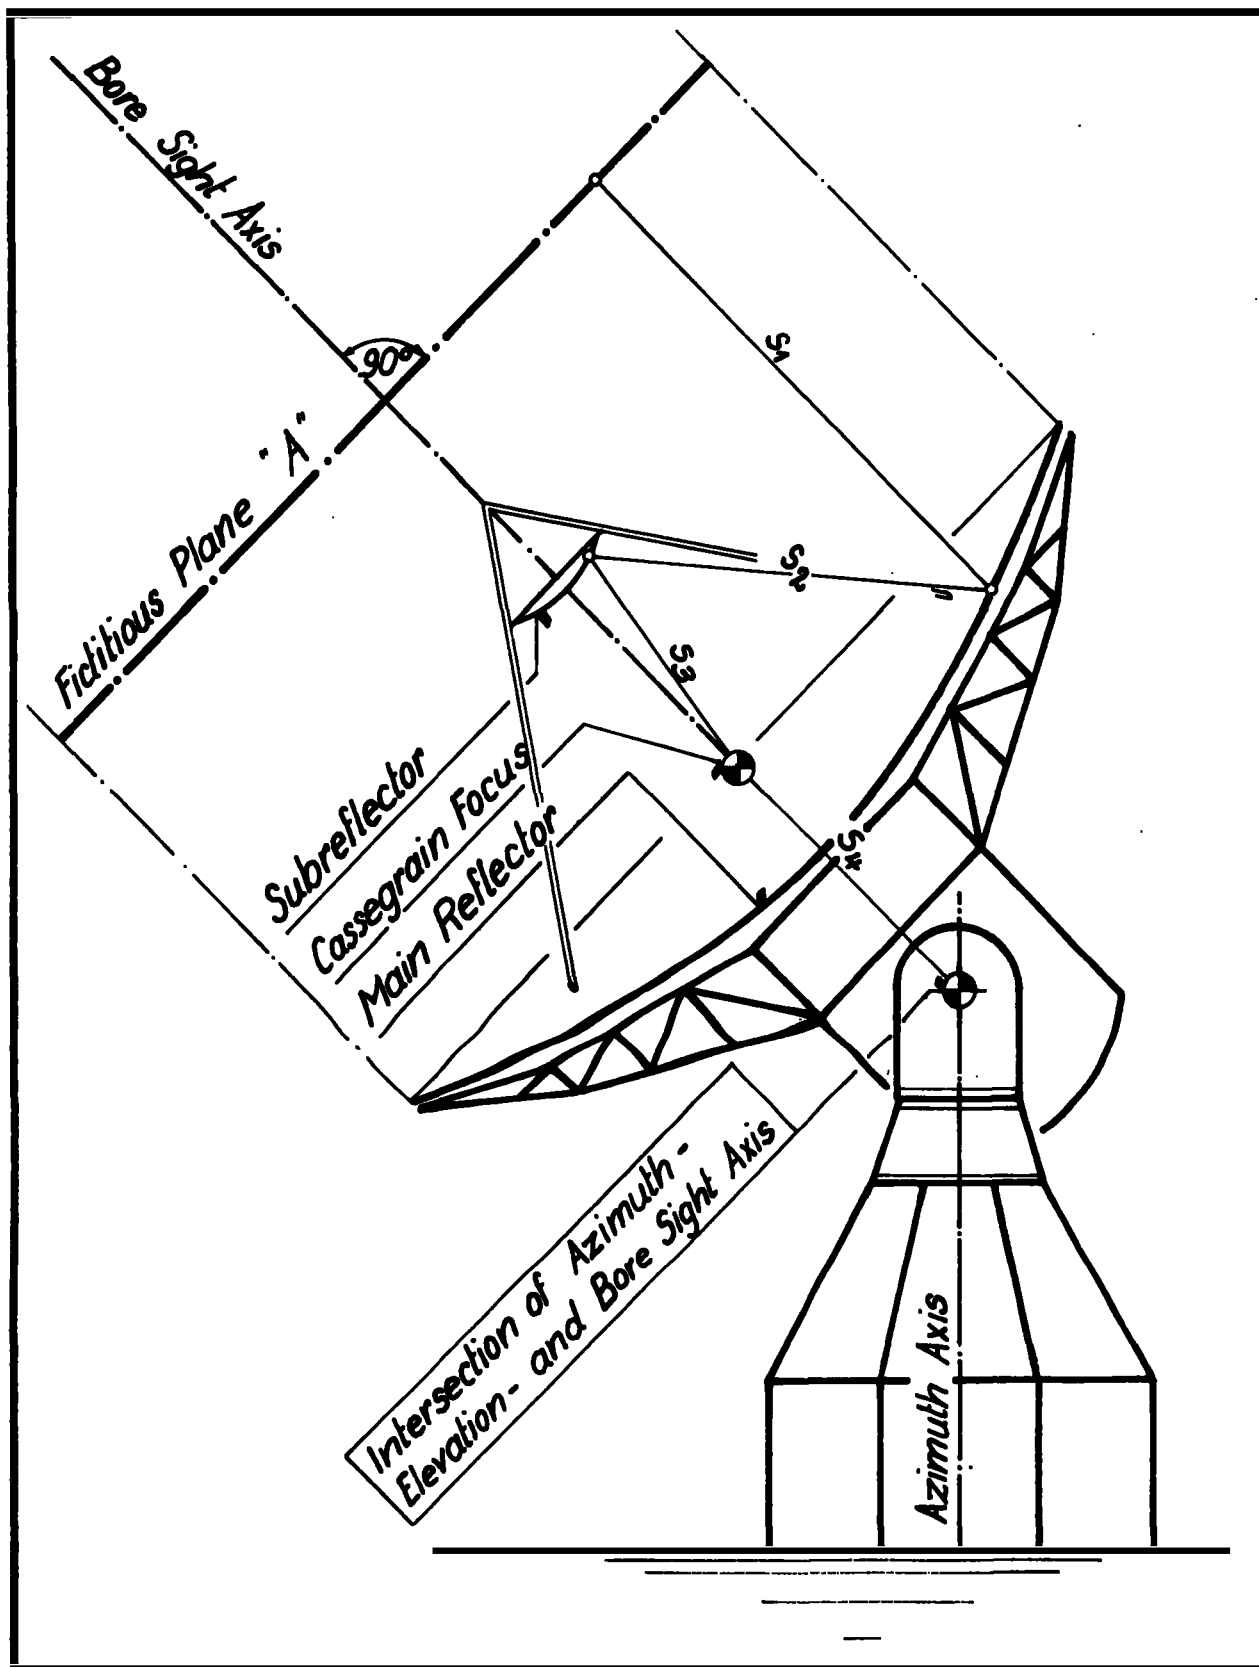 Bore Sight Axis
90°
Fictitious Plane "A"
S1
S2
S3
S4
Subreflector
Cassegrain Focus
Main Reflector
Intersection of Azimuth -
Elevation - and Bore Sight Axis
Azimuth Axis